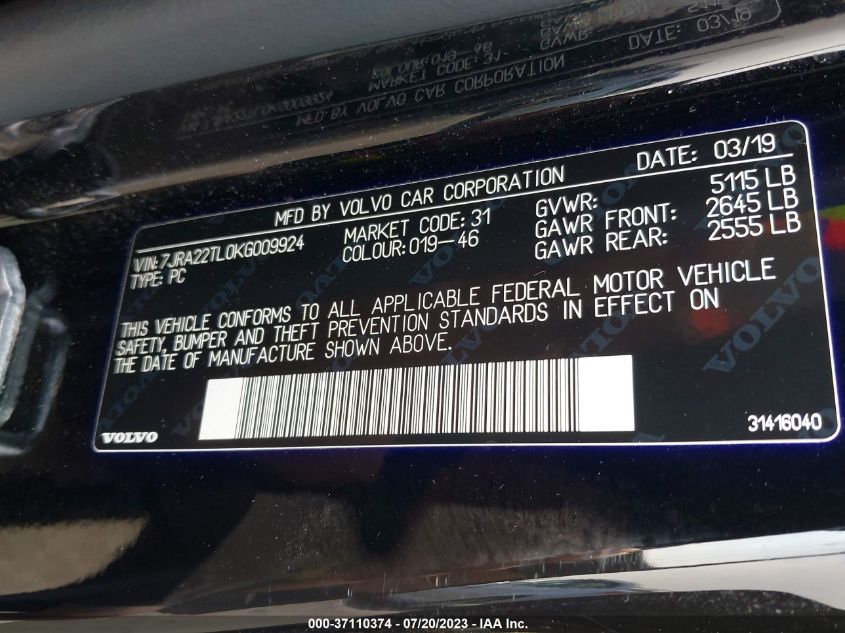 MFD BY VOLVO CAR CORPORATION DATE: 03/19
VIN: 7JRA22TL0KG009924 MARKET CODE: 31 GVWR: 5115 LB
TYPE: PC COLOUR: 019-46 GAWR FRONT: 2645 LB
GAWR REAR: 2555 LB
THIS VEHICLE CONFORMS TO ALL APPLICABLE FEDERAL MOTOR VEHICLE
SAFETY, BUMPER AND THEFT PREVENTION STANDARDS IN EFFECT ON
THE DATE OF MANUFACTURE SHOWN ABOVE.
VOLVO
31416040
000-37110374 | 07/20/2023 | IAA Inc.